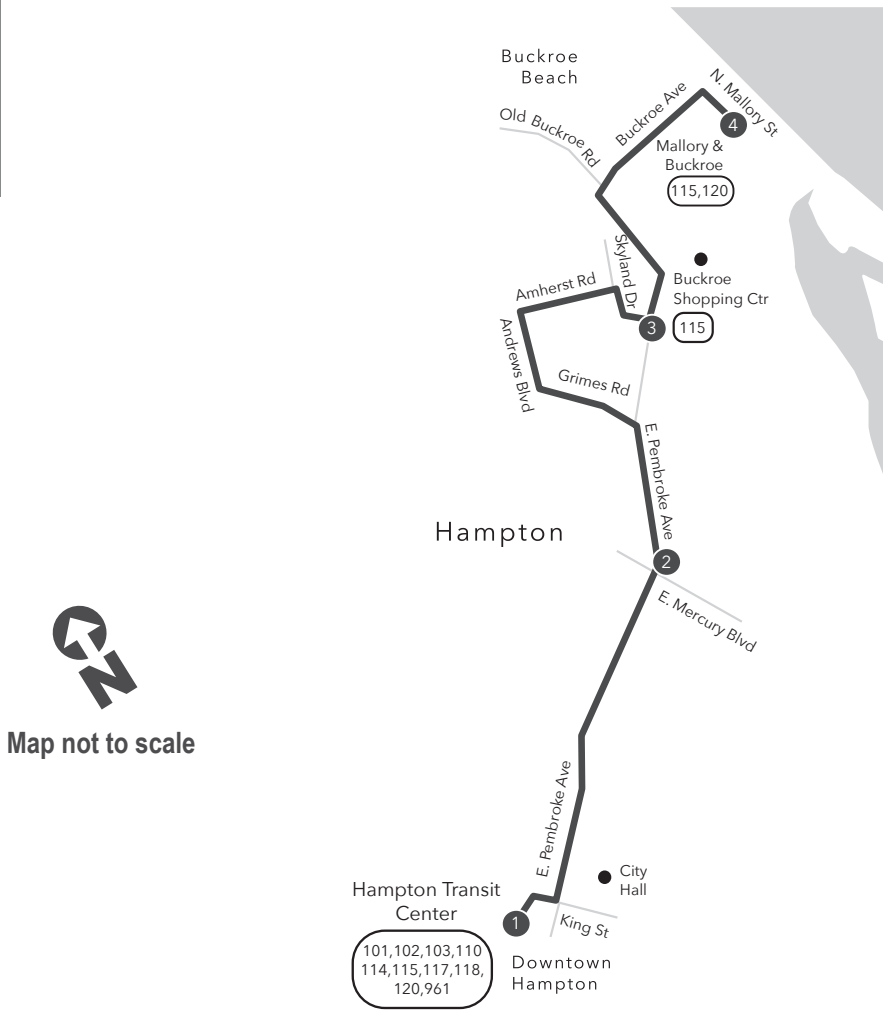 Buckroe
Beach
N. Mallory St
Buckroe Ave
Old Buckroe Rd
4
Mallory &
Buckroe
115,120
Skyland Dr
Buckroe
Shopping Ctr
Amherst Rd
3
115
Andrews Blvd
Grimes Rd
E. Pembroke Ave
Hampton
2
E. Mercury Blvd
N
Map not to scale
E. Pembroke Ave
City
Hall
Hampton Transit
Center
1
King St
101,102,103,110
114,115,117,118,
120,961
Downtown
Hampton